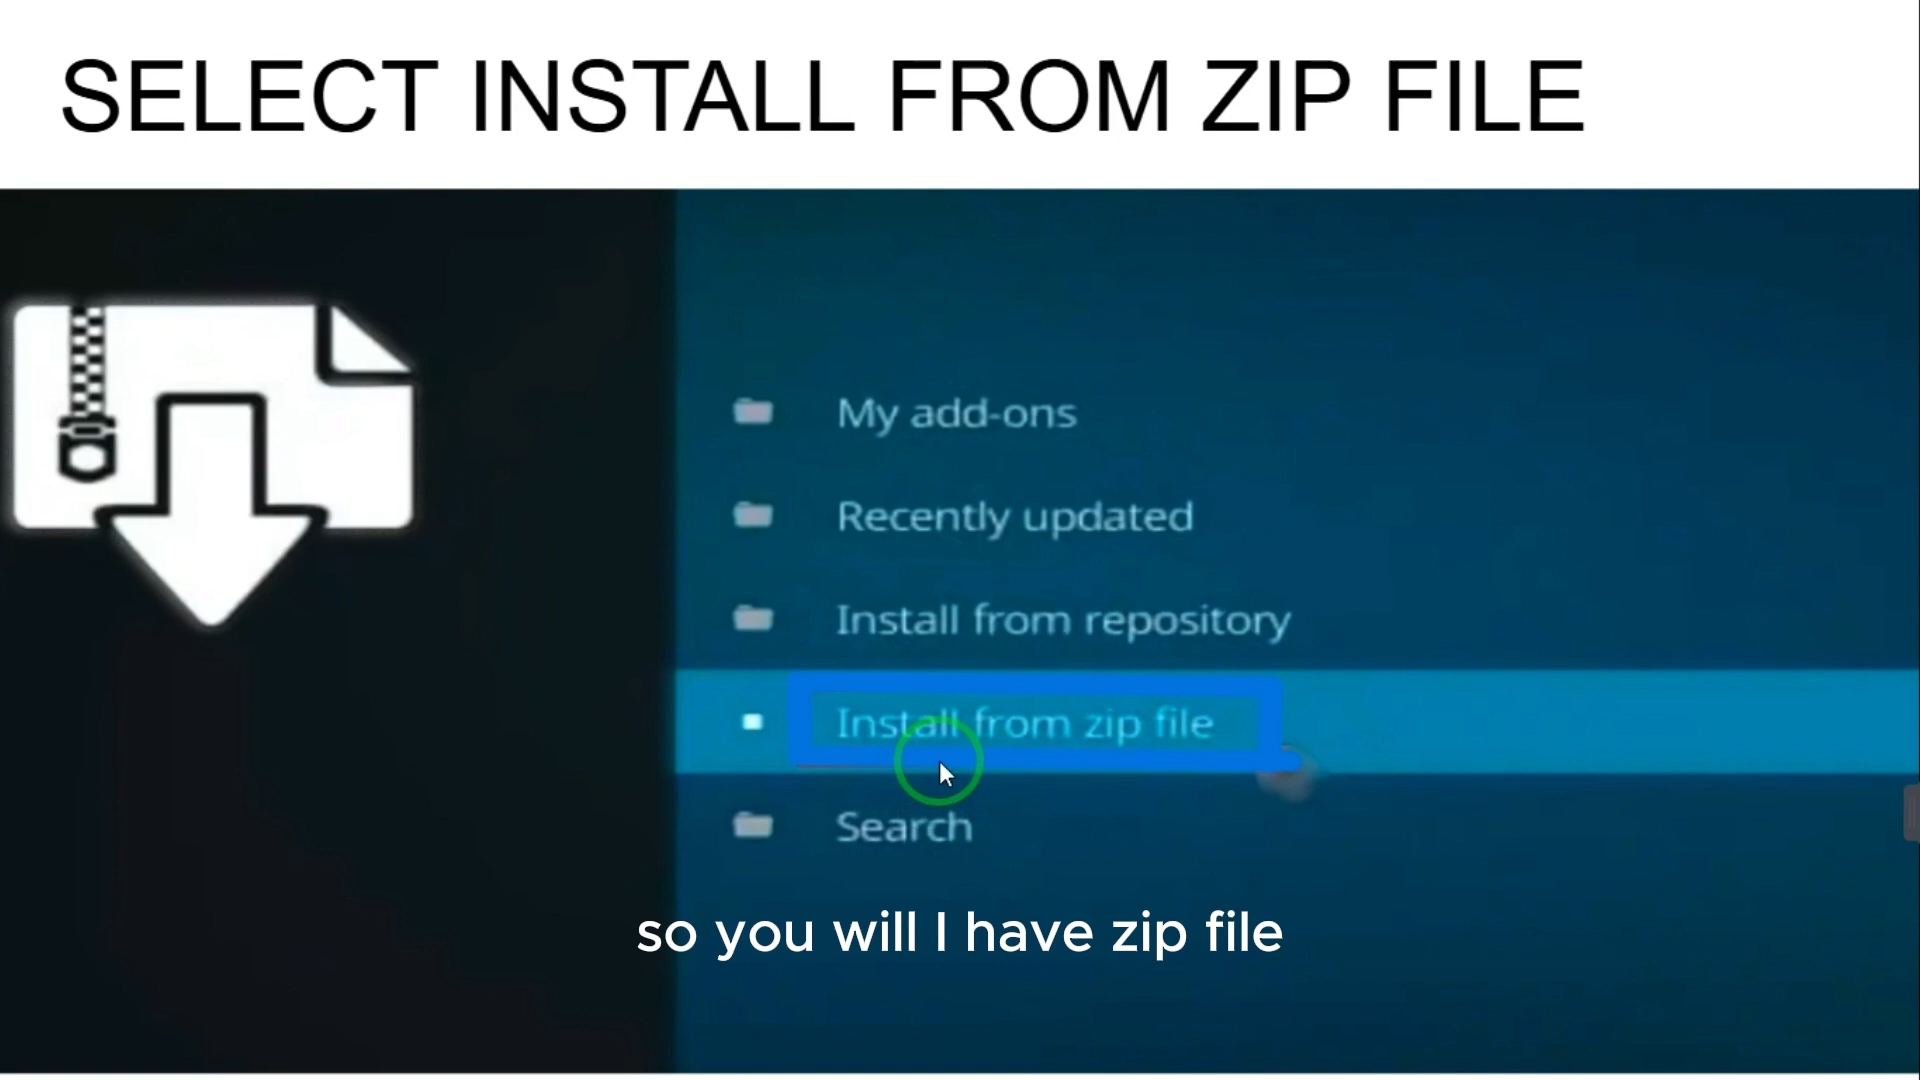 SELECT INSTALL FROM ZIP FILE
My add-ons
Recently updated
Install from repository
Install from zip file
Search
so you will I have zip file